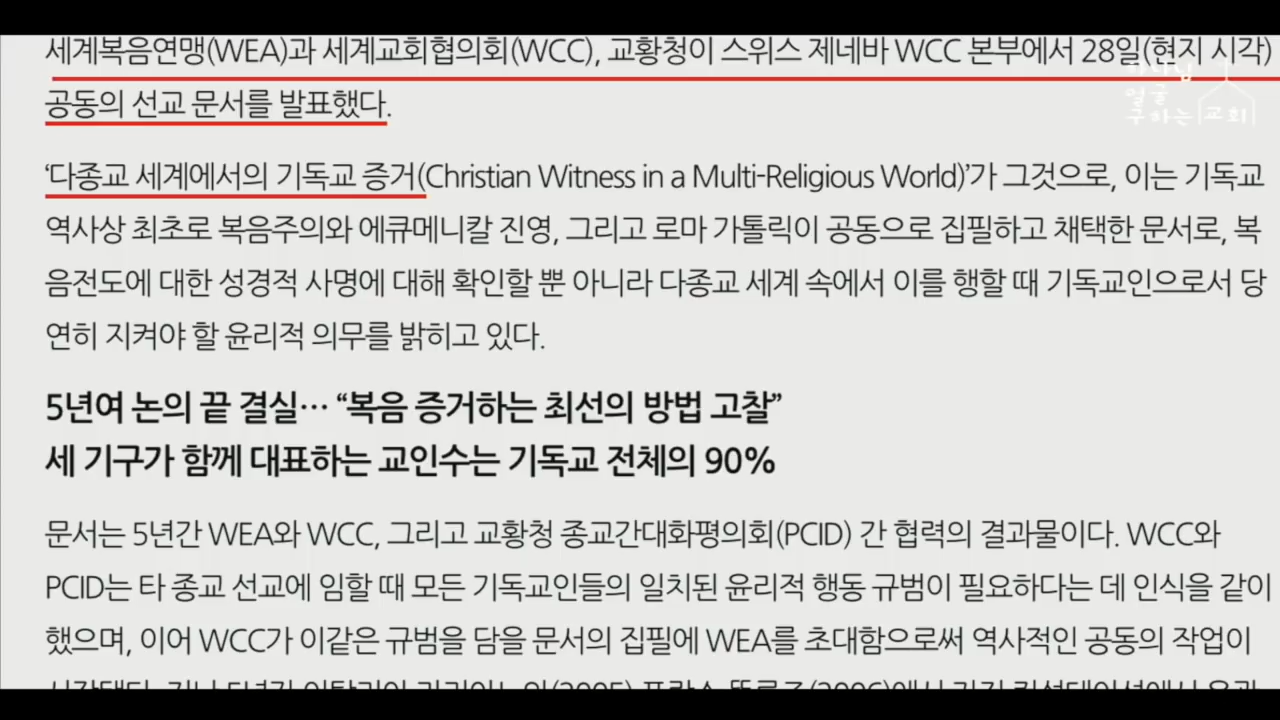 세계복음연맹(WEA)과 세계교회협의회(WCC), 교황청이 스위스 제네바 WCC 본부에서 28일(현지 시각)
공동의 선교 문서를 발표했다.
하나님
얼굴
구하는 교회
‘다종교 세계에서의 기독교 증거(Christian Witness in a Multi-Religious World)’가 그것으로, 이는 기독교
역사상 최초로 복음주의와 에큐메니칼 진영, 그리고 로마 가톨릭이 공동으로 집필하고 채택한 문서로, 복
음전도에 대한 성경적 사명에 대해 확인할 뿐 아니라 다종교 세계 속에서 이를 행할 때 기독교인으로서 당
연히 지켜야 할 윤리적 의무를 밝히고 있다.
5년여 논의 끝 결실… “복음 증거하는 최선의 방법 고찰”
세 기구가 함께 대표하는 교인수는 기독교 전체의 90%
문서는 5년간 WEA와 WCC, 그리고 교황청 종교간대화평의회(PCID) 간 협력의 결과물이다. WCC와
PCID는 타 종교 선교에 임할 때 모든 기독교인들의 일치된 윤리적 행동 규범이 필요하다는 데 인식을 같이
했으며, 이어 WCC가 이같은 규범을 담을 문서의 집필에 WEA를 초대함으로써 역사적인 공동의 작업이